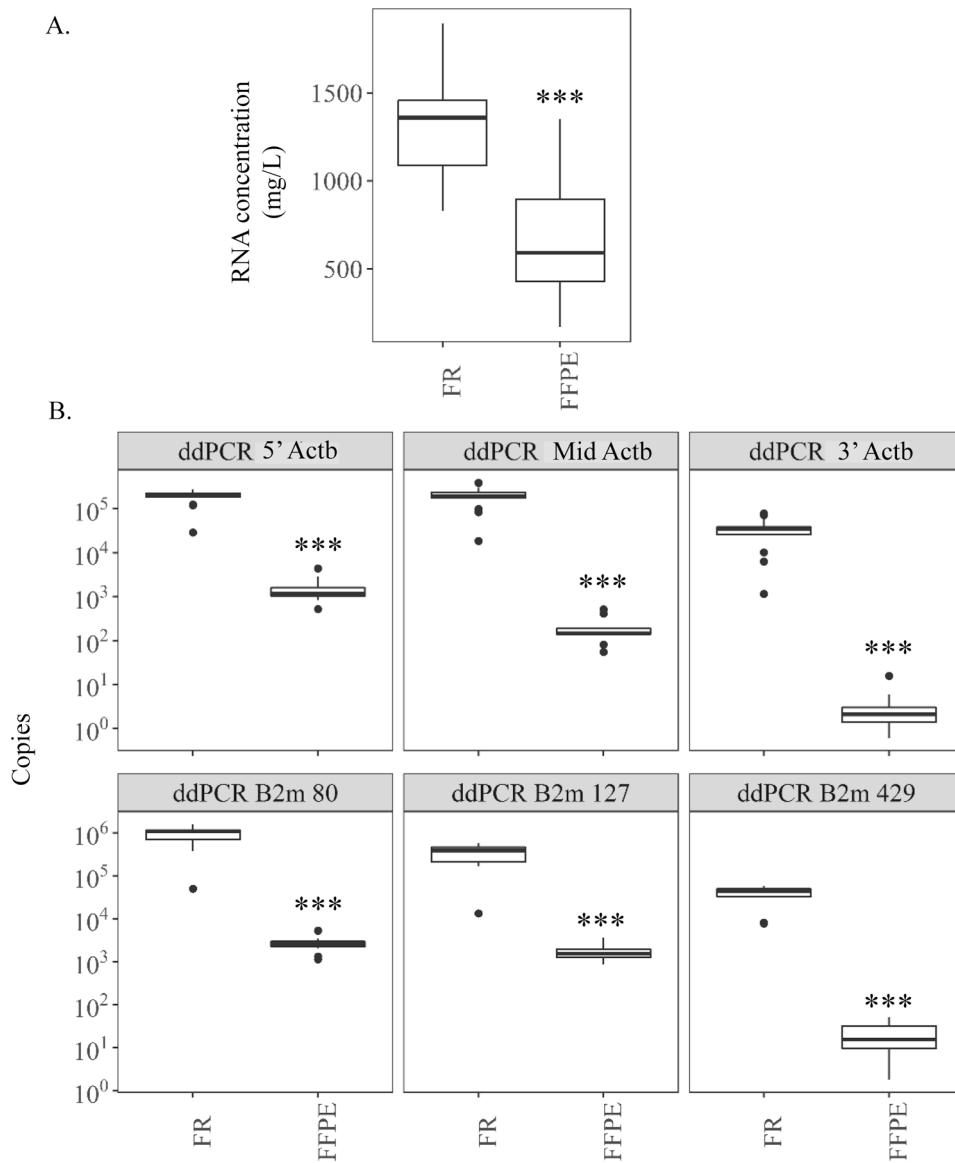 A.
RNA concentration
(mg/L)
1500
1000
500
***
FR
FFPE
B.
Copies
ddPCR 5’ Actb
ddPCR Mid Actb
ddPCR 3’ Actb
10⁵
10⁴
10³
10²
10¹
10⁰
***
***
***
ddPCR B2m 80
ddPCR B2m 127
ddPCR B2m 429
10⁶
10⁵
10⁴
10³
10²
10¹
10⁰
***
***
***
FR
FFPE
FR
FFPE
FR
FFPE